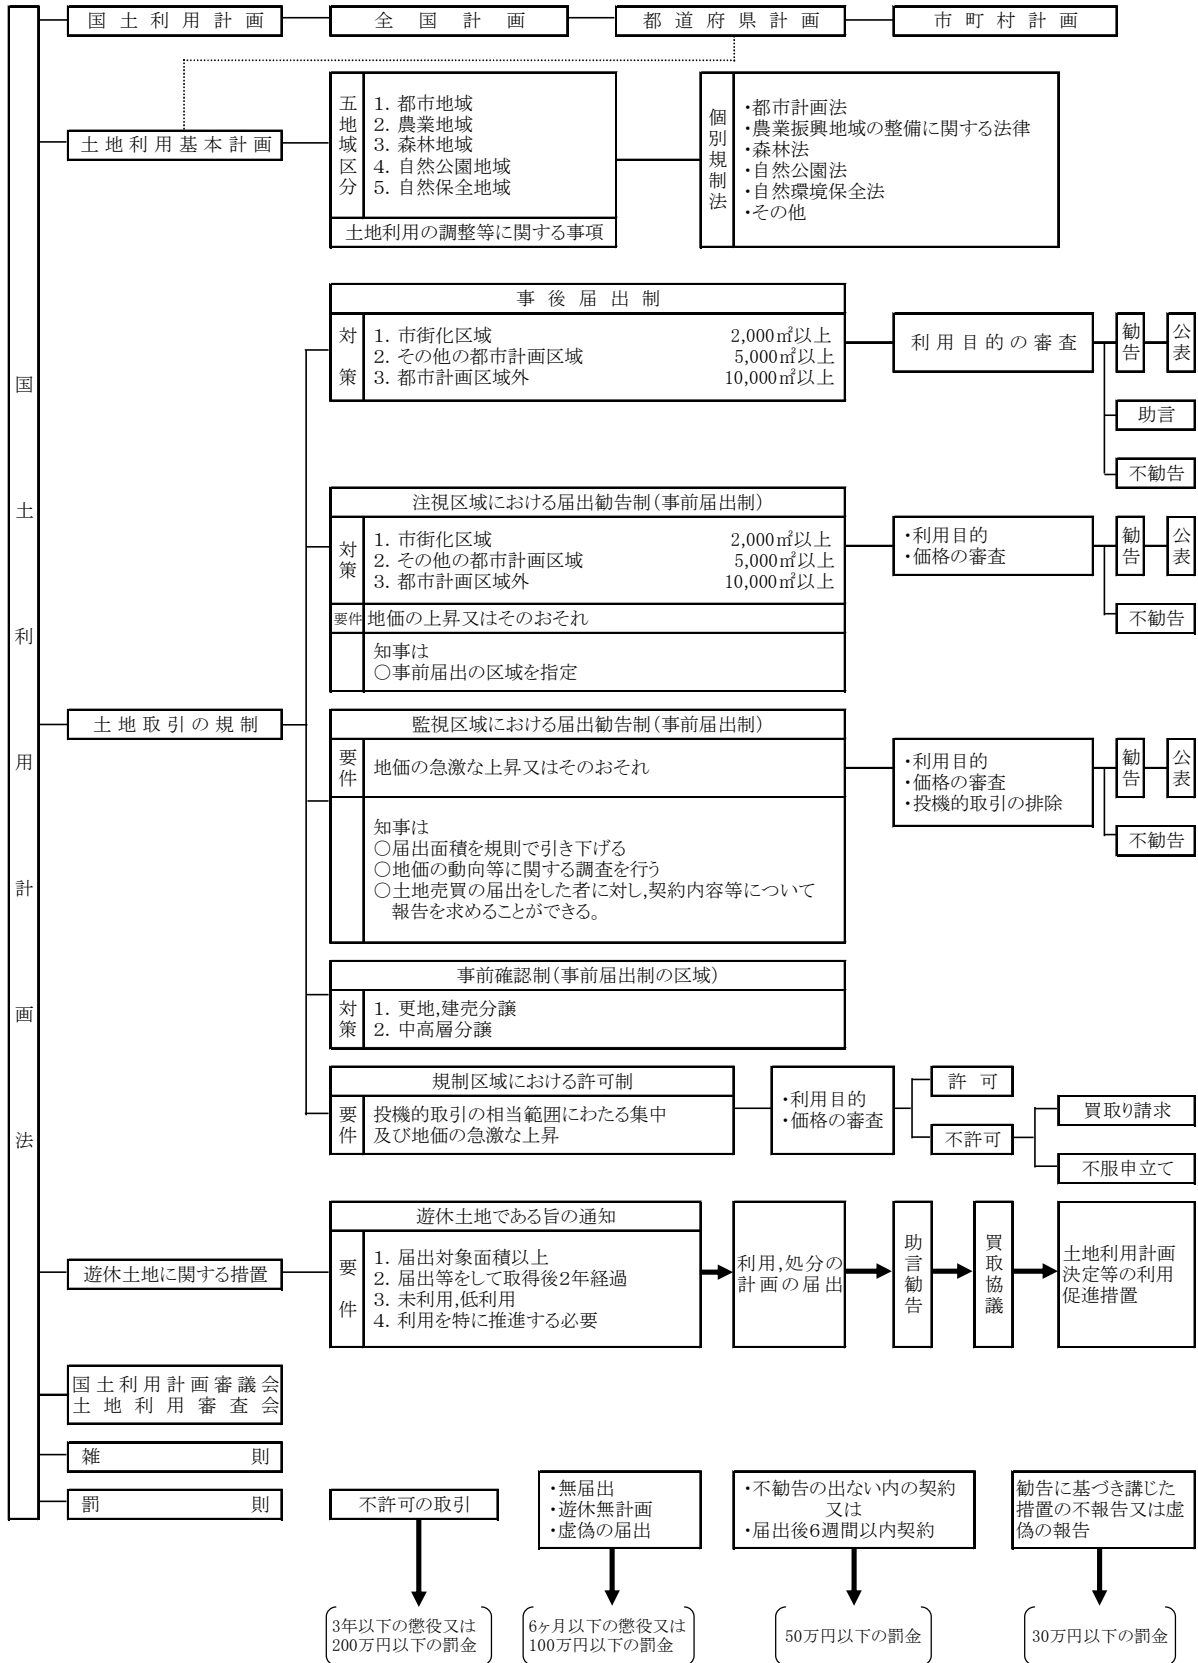 国土利用計画法
国土利用計画
全国計画
都道府県計画
市町村計画
土地利用基本計画
五地域区分
1. 都市地域
2. 農業地域
3. 森林地域
4. 自然公園地域
5. 自然保全地域
土地利用の調整等に関する事項
個別規制法
・都市計画法
・農業振興地域の整備に関する法律
・森林法
・自然公園法
・自然環境保全法
・その他
土地取引の規制
事後届出制
対策
1. 市街化区域 2,000㎡以上
2. その他の都市計画区域 5,000㎡以上
3. 都市計画区域外 10,000㎡以上
利用目的の審査
勧告
公表
助言
不勧告
注視区域における届出勧告制(事前届出制)
対策
1. 市街化区域 2,000㎡以上
2. その他の都市計画区域 5,000㎡以上
3. 都市計画区域外 10,000㎡以上
要件
地価の上昇又はそのおそれ
知事は
○事前届出の区域を指定
・利用目的
・価格の審査
勧告
公表
不勧告
監視区域における届出勧告制(事前届出制)
要件
地価の急激な上昇又はそのおそれ
知事は
○届出面積を規則で引き下げる
○地価の動向等に関する調査を行う
○土地売買の届出をした者に対し,契約内容等について
報告を求めることができる。
・利用目的
・価格の審査
・投機的取引の排除
勧告
公表
不勧告
事前確認制(事前届出制の区域)
対策
1. 更地,建売分譲
2. 中高層分譲
規制区域における許可制
要件
投機的取引の相当範囲にわたる集中
及び地価の急激な上昇
・利用目的
・価格の審査
許可
不許可
買取り請求
不服申立て
遊休土地に関する措置
遊休土地である旨の通知
要件
1. 届出対象面積以上
2. 届出等をして取得後2年経過
3. 未利用,低利用
4. 利用を特に推進する必要
利用,処分の
計画の届出
助言勧告
買取協議
土地利用計画
決定等の利用
促進措置
国土利用計画審議会
土地利用審査会
雑則
罰則
不許可の取引
・無届出
・遊休無計画
・虚偽の届出
・不勧告の出ない内の契約
又は
・届出後6週間以内契約
勧告に基づき講じた
措置の不報告又は虚
偽の報告
3年以下の懲役又は
200万円以下の罰金
6ヶ月以下の懲役又は
100万円以下の罰金
50万円以下の罰金
30万円以下の罰金